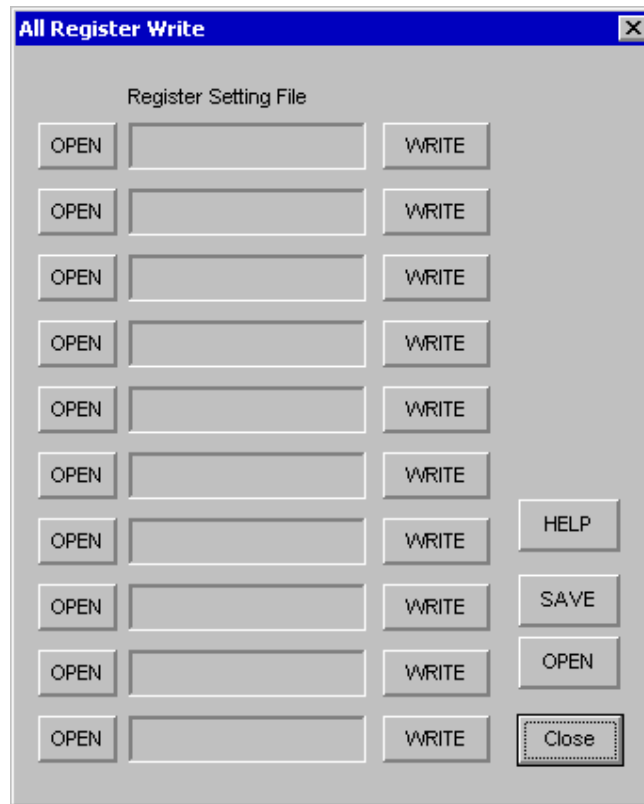 All Register Write
Register Setting File
OPEN WRITE
OPEN WRITE
OPEN WRITE
OPEN WRITE
OPEN WRITE
OPEN WRITE
OPEN WRITE HELP
OPEN WRITE SAVE
OPEN WRITE OPEN
OPEN WRITE Close